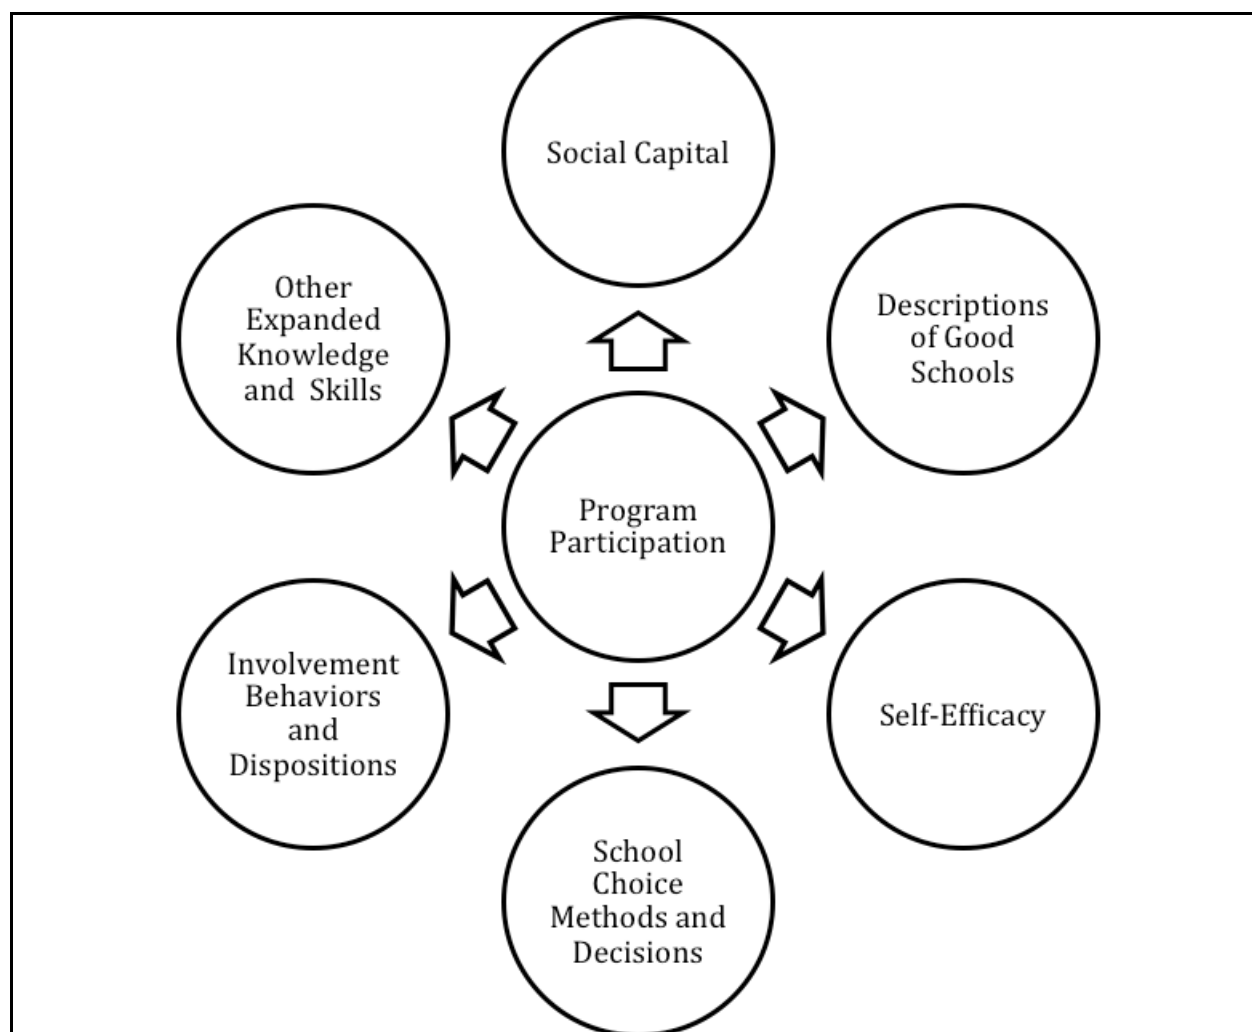 Social Capital
Other
Expanded
Knowledge
and  Skills
Descriptions
of Good
Schools
Program
Participation
Involvement
Behaviors
and
Dispositions
Self-Efficacy
School
Choice
Methods and
Decisions